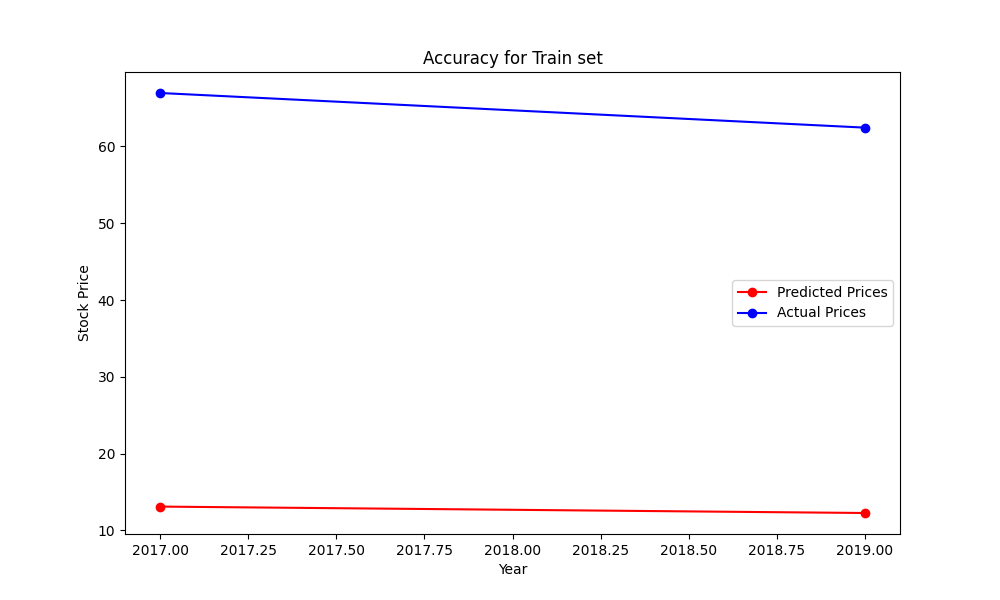 Accuracy for Train set
Stock Price
60
50
40
30
20
10
Predicted Prices
Actual Prices
2017.00 2017.25 2017.50 2017.75 2018.00 2018.25 2018.50 2018.75 2019.00
Year